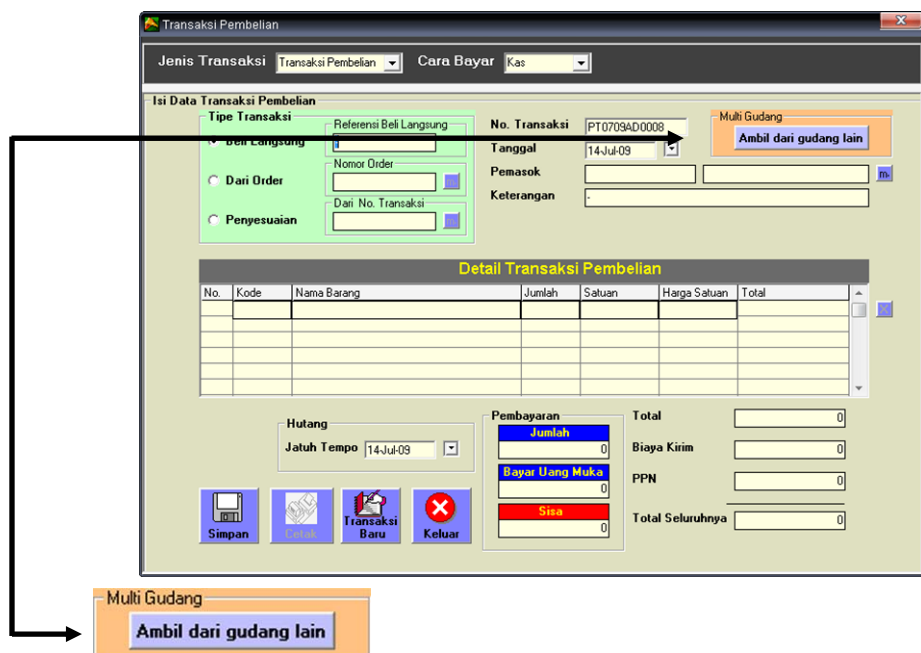 Transaksi Pembelian
Jenis Transaksi Transaksi Pembelian Cara Bayar Kas
Isi Data Transaksi Pembelian
Tipe Transaksi
Beli Langsung
Referensi Beli Langsung
Dari Order
Nomor Order
Penyesuaian
Dari No. Transaksi
No. Transaksi PT0709AD0008
Tanggal 14-Jul-09
Pemasok
Keterangan -
Multi Gudang
Ambil dari gudang lain
Detail Transaksi Pembelian
No. Kode Nama Barang Jumlah Satuan Harga Satuan Total
Hutang
Jatuh Tempo 14-Jul-09
Pembayaran
Jumlah
0
Bayar Uang Muka
0
Sisa
0
Total 0
Biaya Kirim 0
PPN 0
Total Seluruhnya 0
Simpan
Cetak
Transaksi Baru
Keluar
Multi Gudang
Ambil dari gudang lain